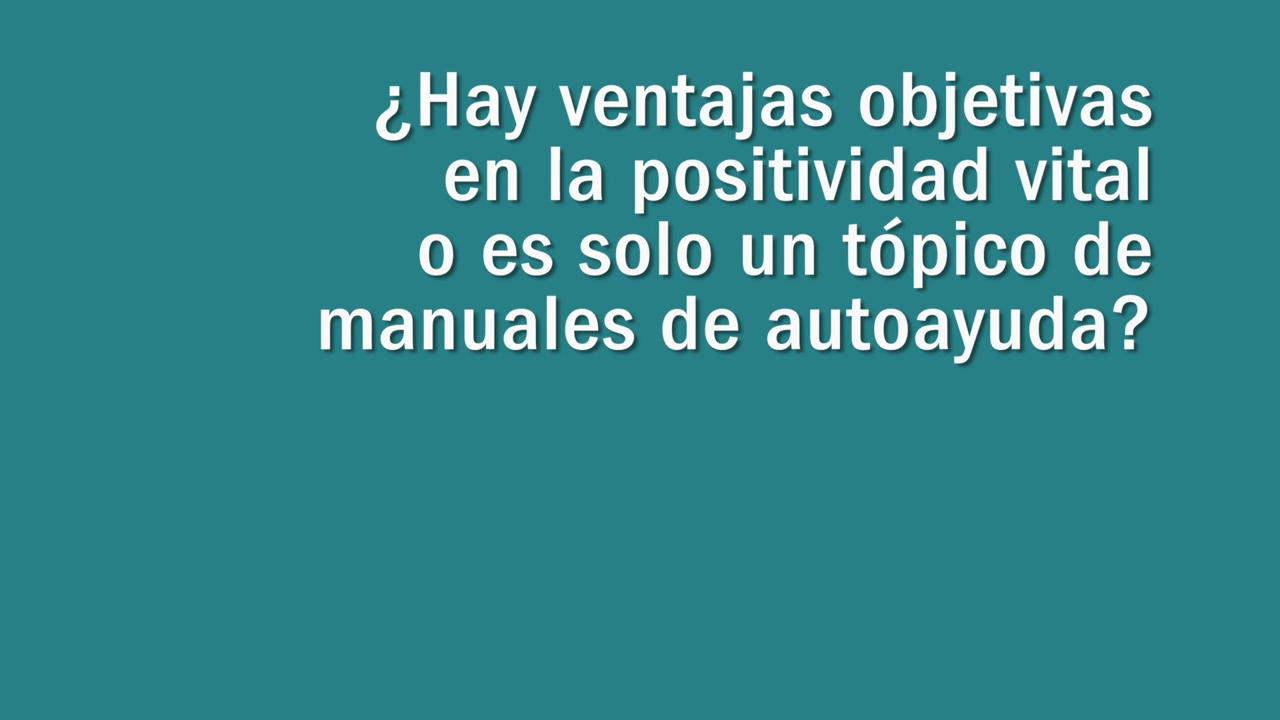 ¿Hay ventajas objetivas
en la positividad vital
o es solo un tópico de
manuales de autoayuda?